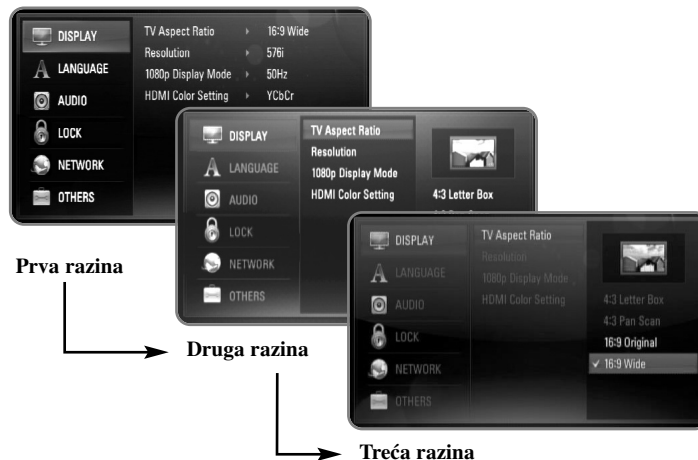 DISPLAY
LANGUAGE
AUDIO
LOCK
NETWORK
OTHERS
TV Aspect Ratio 16:9 Wide
Resolution 576i
1080p Display Mode 50Hz
HDMI Color Setting YCbCr
Prva razina
DISPLAY
LANGUAGE
AUDIO
LOCK
NETWORK
OTHERS
TV Aspect Ratio
Resolution
1080p Display Mode
HDMI Color Setting
4:3 Letter Box
Druga razina
DISPLAY
LANGUAGE
AUDIO
LOCK
NETWORK
OTHERS
TV Aspect Ratio
Resolution
1080p Display Mode
HDMI Color Setting
4:3 Letter Box
4:3 Pan Scan
16:9 Original
16:9 Wide
Treća razina